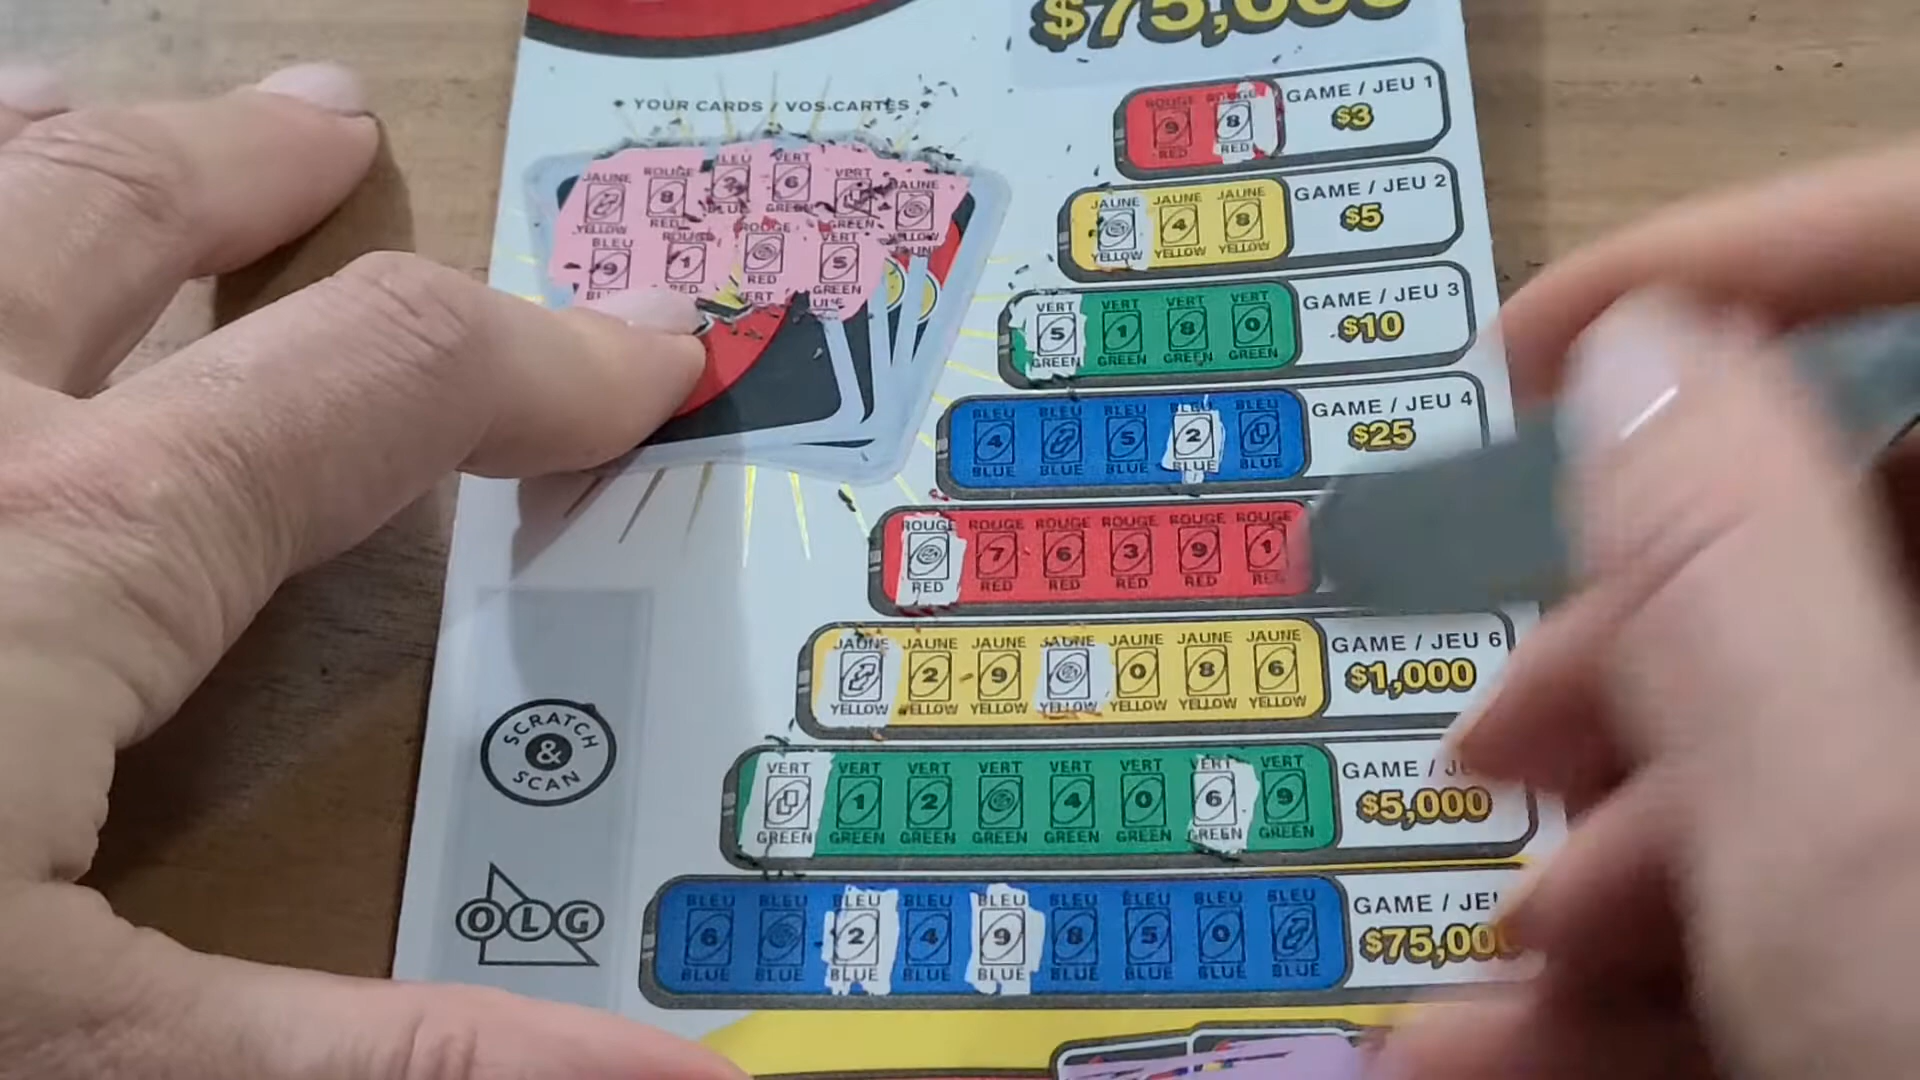 $75,000
YOUR CARDS / VOS CARTES
JAUNE ROUGE BLEU VERT VERT JAUNE
8 2 6
YELLOW RED BLUE GREEN GREEN YELLOW
BLEU ROUGE ROUGE VERT
9 1 5
RED RED GREEN
VERT
ROUGE ROUGE
9 8
RED RED
GAME / JEU 1
$3
JAUNE JAUNE JAUNE
4 8
YELLOW YELLOW YELLOW
GAME / JEU 2
$5
VERT VERT VERT VERT
5 1 8 0
GREEN GREEN GREEN GREEN
GAME / JEU 3
$10
BLEU BLEU BLEU BLEU BLEU
4 5 2
BLUE BLUE BLUE BLUE BLUE
GAME / JEU 4
$25
ROUGE ROUGE ROUGE ROUGE ROUGE ROUGE
7 6 3 9 1
RED RED RED RED RED RED
JAUNE JAUNE JAUNE JAUNE JAUNE JAUNE JAUNE
2 9 0 8 6
YELLOW YELLOW YELLOW YELLOW YELLOW YELLOW YELLOW
GAME / JEU 6
$1,000
VERT VERT VERT VERT VERT VERT VERT VERT
1 2 4 0 6 9
GREEN GREEN GREEN GREEN GREEN GREEN GREEN GREEN
GAME / 
$5,000
BLEU BLEU BLEU BLEU BLEU BLEU BLEU BLEU BLEU
6 2 4 9 8 5 0
BLUE BLUE BLUE BLUE BLUE BLUE BLUE BLUE BLUE
GAME / JEU
$75,000
SCRATCH
&
SCAN
OLG